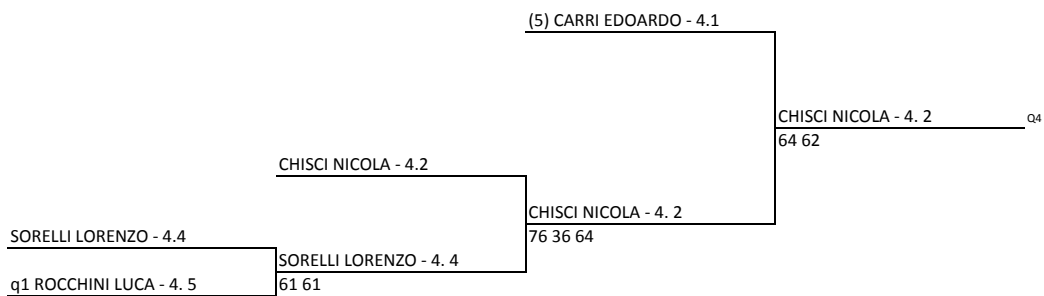 (5) CARRI EDOARDO - 4.1
CHISCI NICOLA - 4. 2
Q4
64 62
CHISCI NICOLA - 4.2
CHISCI NICOLA - 4. 2
76 36 64
SORELLI LORENZO - 4.4
SORELLI LORENZO - 4. 4
61 61
q1 ROCCHINI LUCA - 4. 5